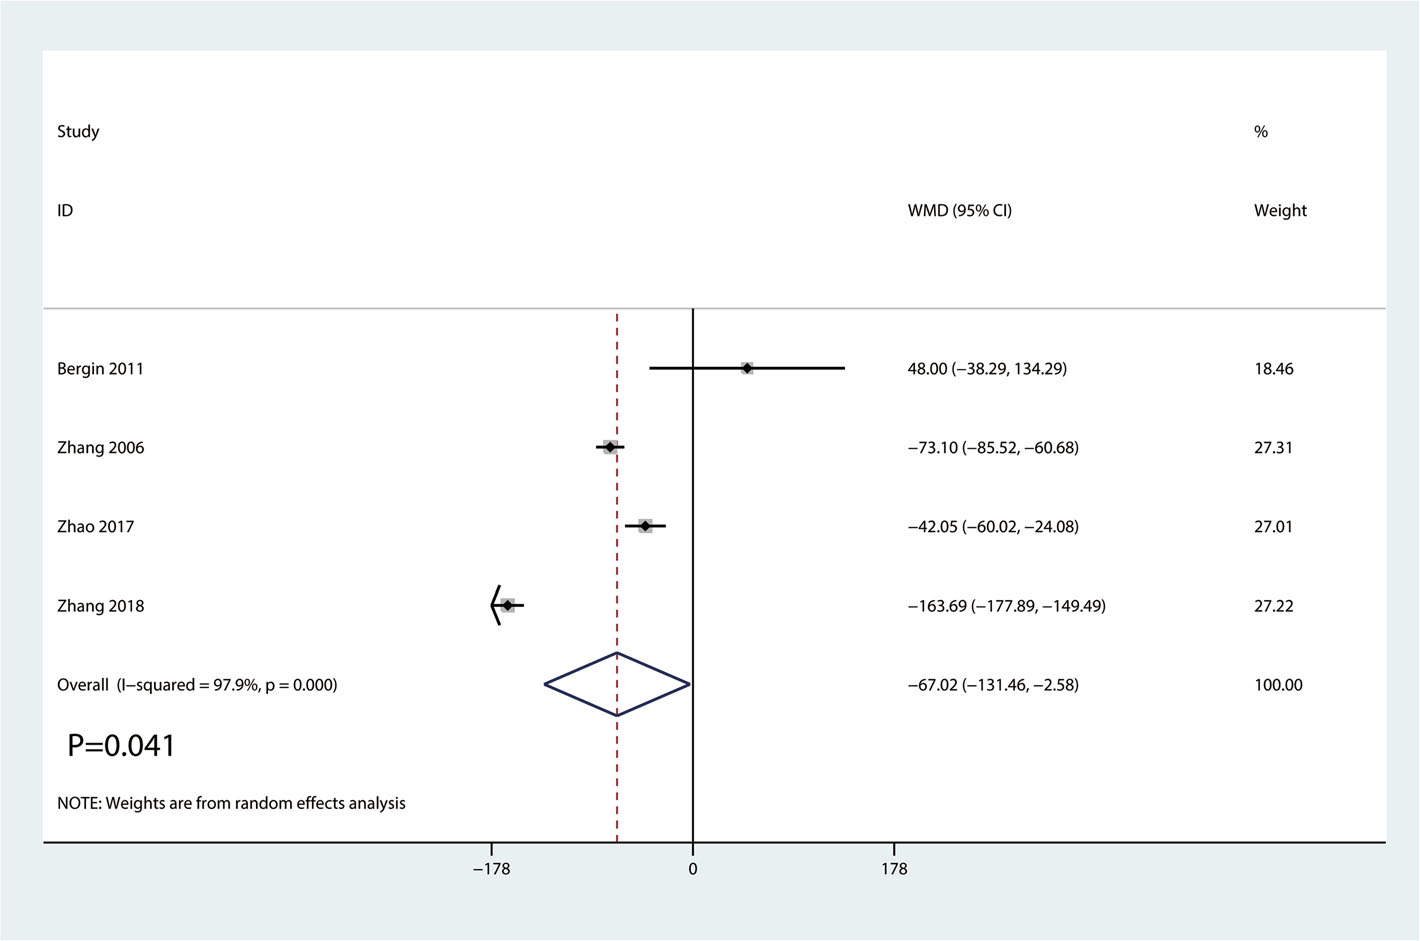 Study %
ID WMD (95% CI) Weight
Bergin 2011 48.00 (−38.29, 134.29) 18.46
Zhang 2006 −73.10 (−85.52, −60.68) 27.31
Zhao 2017 −42.05 (−60.02, −24.08) 27.01
Zhang 2018 −163.69 (−177.89, −149.49) 27.22
Overall (I−squared = 97.9%, p = 0.000) −67.02 (−131.46, −2.58) 100.00
P=0.041
NOTE: Weights are from random effects analysis
−178 0 178